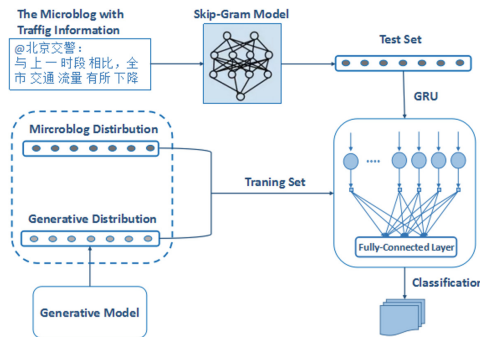 The Microblog with
Traffig Information
@北京交警：
与上一时段相比，全
市交通流量有所下降
Skip-Gram Model
Test Set
GRU
Mircroblog Distirbution
Generative Distribution
Traning Set
Fully-Connected Layer
Classification
Generative Model